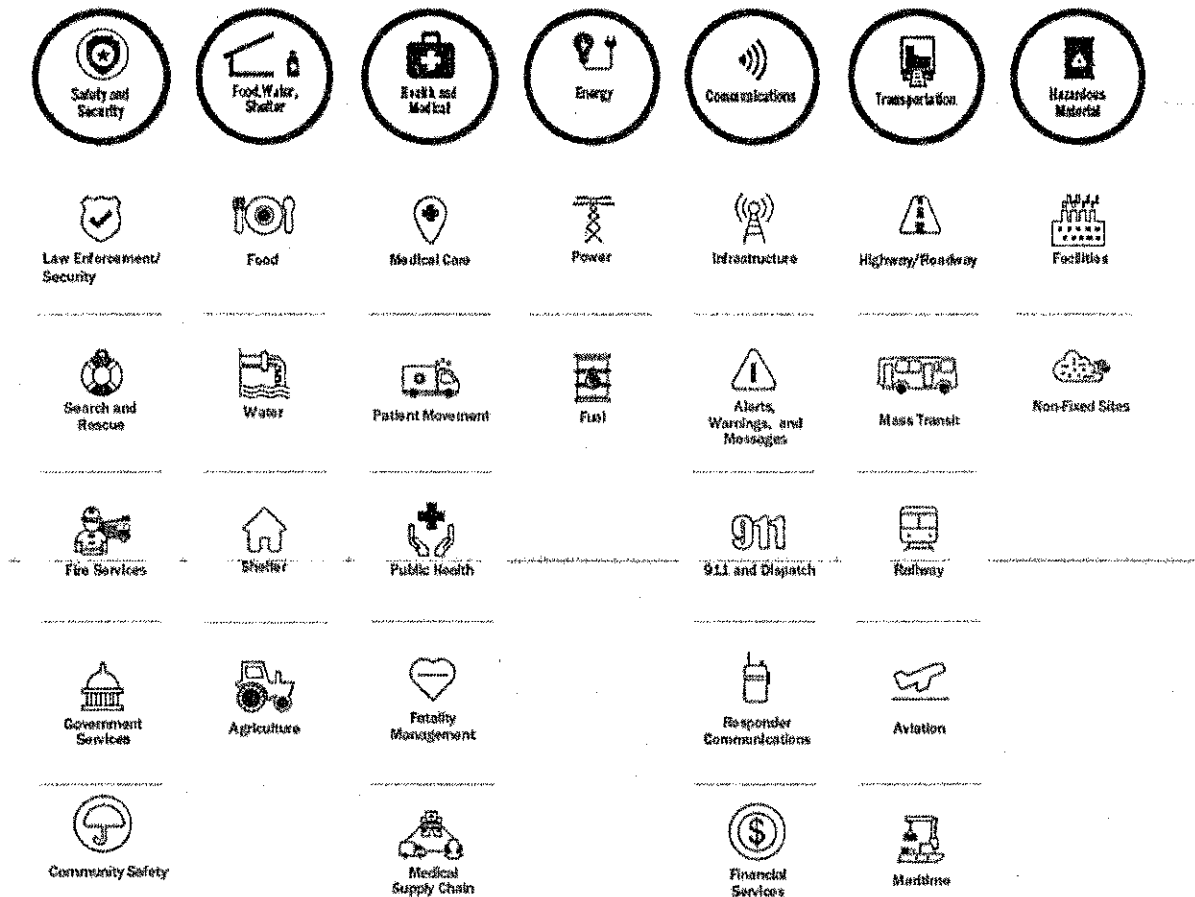 Safety and
Security
Food, Water,
Shelter
Health and
Medical
Energy
Communications
Transportation
Hazardous
Material
Law Enforcement/
Security
Food
Medical Care
Power
Infrastructure
Highway/Roadway
Facilities
Search and
Rescue
Water
Patient Movement
Fuel
Alerts,
Warnings, and
Messages
Mass Transit
Non-Fixed Sites
Fire Services
Shelter
Public Health
911
911 and Dispatch
Railway
Government
Services
Agriculture
Fatality
Management
Responder
Communications
Aviation
Community Safety
Medical
Supply Chain
$
Financial
Services
Maritime